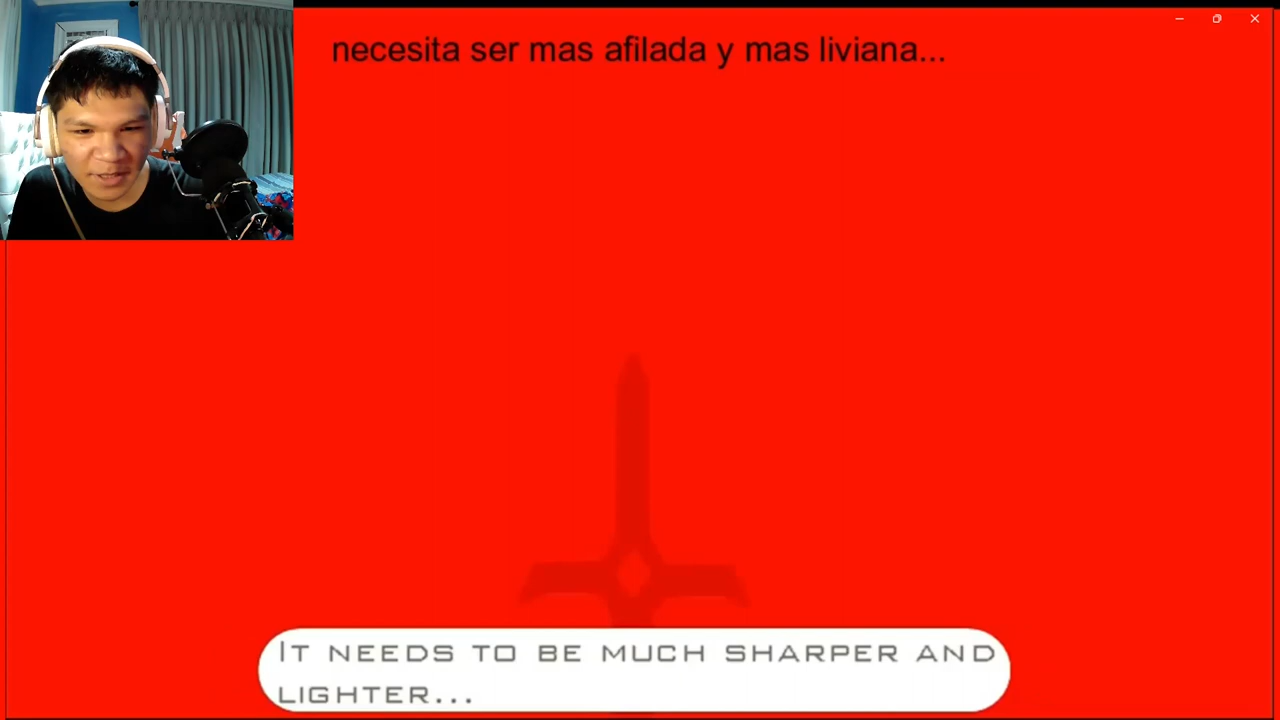 necesita ser mas afilada y mas liviana...
IT NEEDS TO BE MUCH SHARPER AND
LIGHTER...